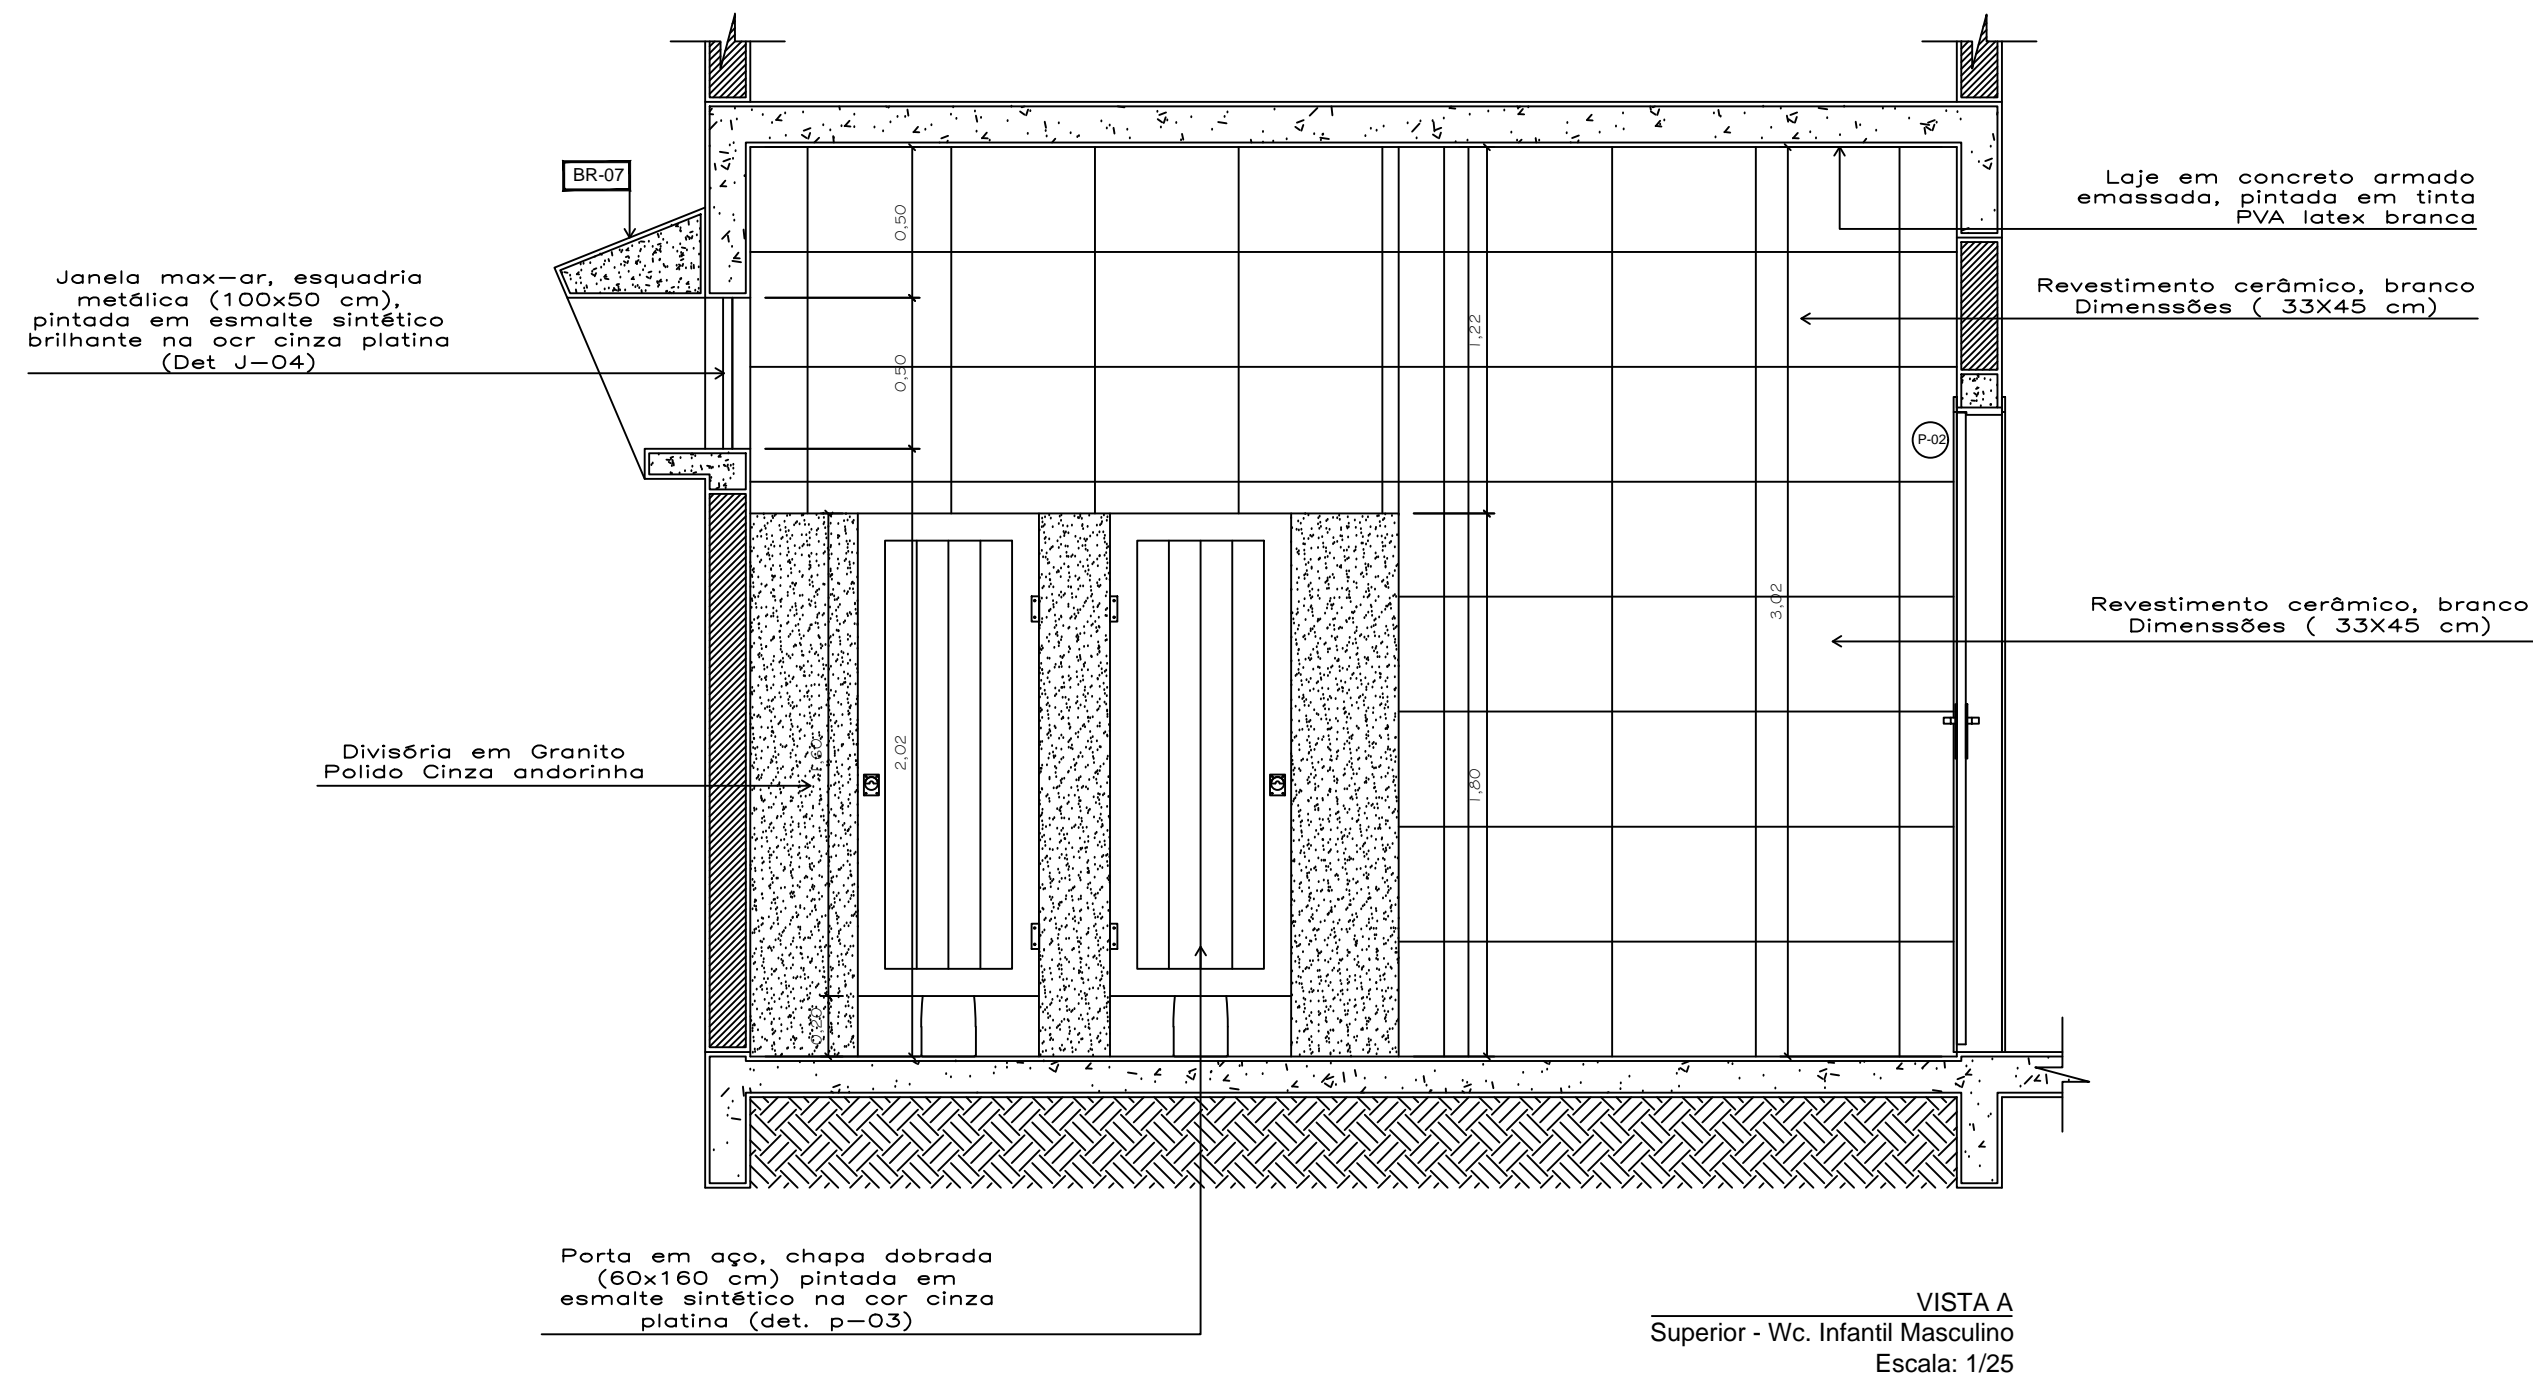 BR-07
Janela max-ar, esquadria
metálica (100x50 cm),
pintada em esmalte sintético
brilhante na ocr cinza platina
(Det J-04)
Laje em concreto armado
emassada, pintada em tinta
PVA latex branca
Revestimento cerâmico, branco
Dimenssões ( 33X45 cm)
0,50
0,50
1,22
P-02
Revestimento cerâmico, branco
Dimenssões ( 33X45 cm)
3,02
Divisória em Granito
Polido Cinza andorinha
1,60
2,02
1,80
0,20
Porta em aço, chapa dobrada
(60x160 cm) pintada em
esmalte sintético na cor cinza
platina (det. p-03)
VISTA A
Superior - Wc. Infantil Masculino
Escala: 1/25